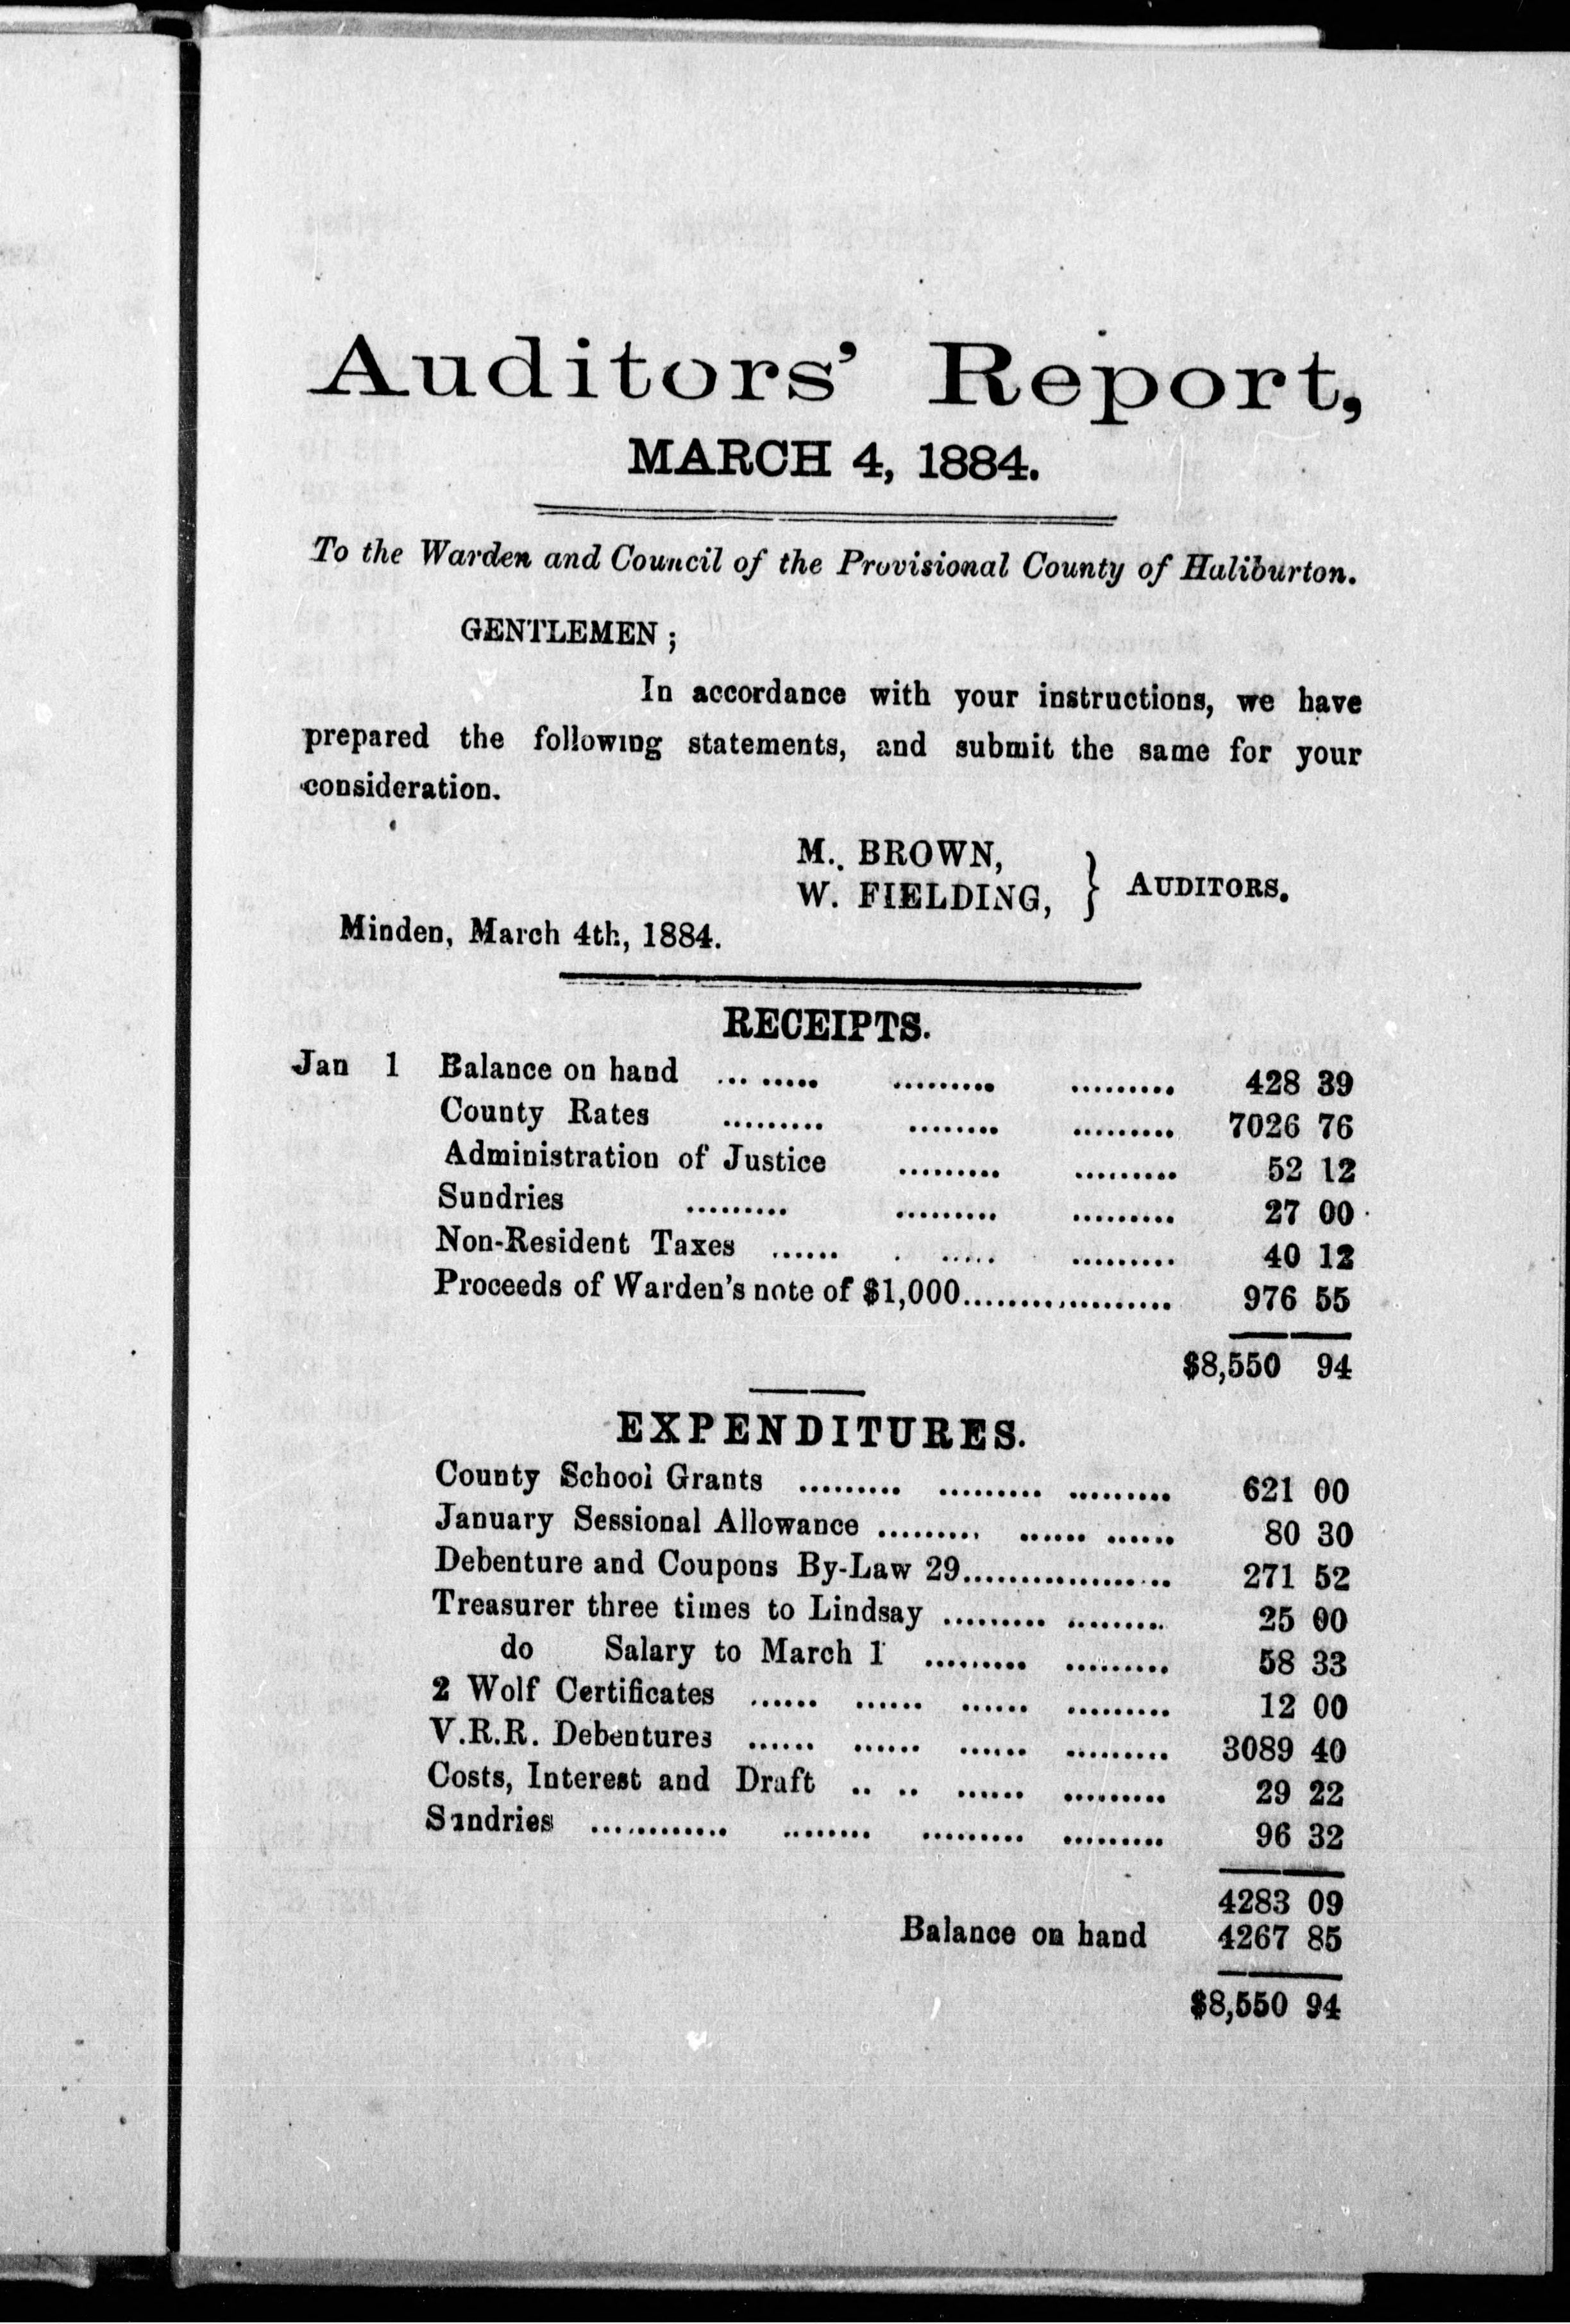 Auditors' Report,
MARCH 4, 1884.
To the Warden and Council of the Provisional County of Haliburton.
GENTLEMEN ;
In accordance with your instructions, we have
prepared the following statements, and submit the same for your
consideration.
M. BROWN,
W. FIELDING, } AUDITORS.
Minden, March 4th, 1884.
RECEIPTS.
Jan 1 Balance on hand ... ..... ......... ......... 428 39
County Rates ......... ........ ......... 7026 76
Administration of Justice ......... ......... 52 12
Sundries ......... ......... ......... 27 00
Non-Resident Taxes ...... . ..... ......... 40 12
Proceeds of Warden's note of $1,000.................. 976 55
$8,550 94
EXPENDITURES.
County School Grants ......... ......... ......... 621 00
January Sessional Allowance ......... ...... ...... 80 30
Debenture and Coupons By-Law 29.................. 271 52
Treasurer three times to Lindsay ......... ......... 25 00
do Salary to March 1 ......... ......... 58 33
2 Wolf Certificates ...... ...... ...... ......... 12 00
V.R.R. Debentures ...... ...... ...... ......... 3089 40
Costs, Interest and Draft .. .. ...... ......... 29 22
Sundries ............ ........ ......... ......... 96 32
4283 09
Balance on hand 4267 85
$8,550 94